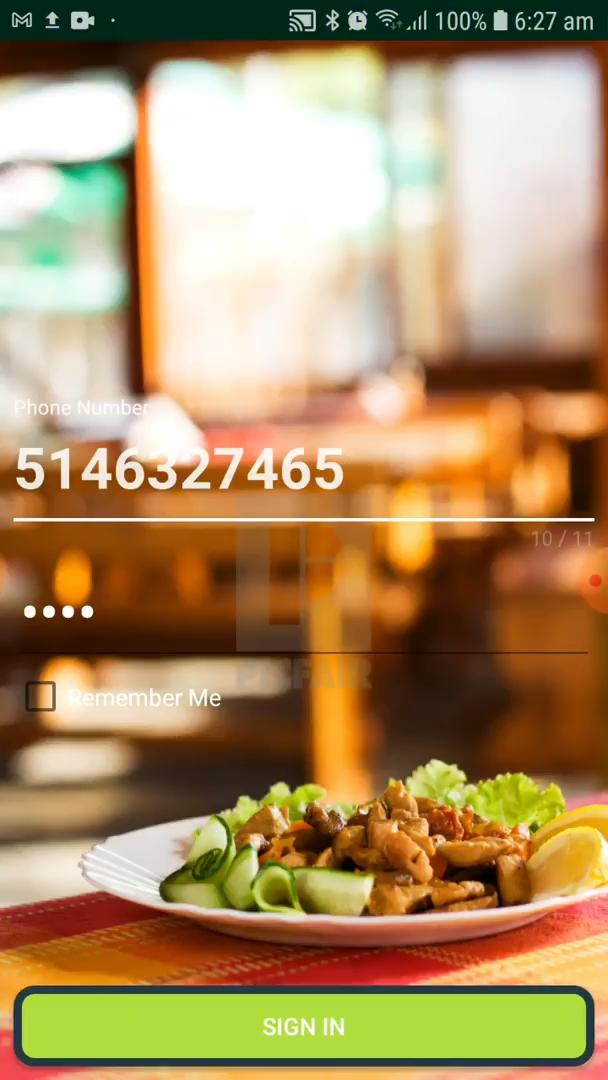 100% 6:27 am
Phone Number
5146327465
10 / 11
Remember Me
SIGN IN